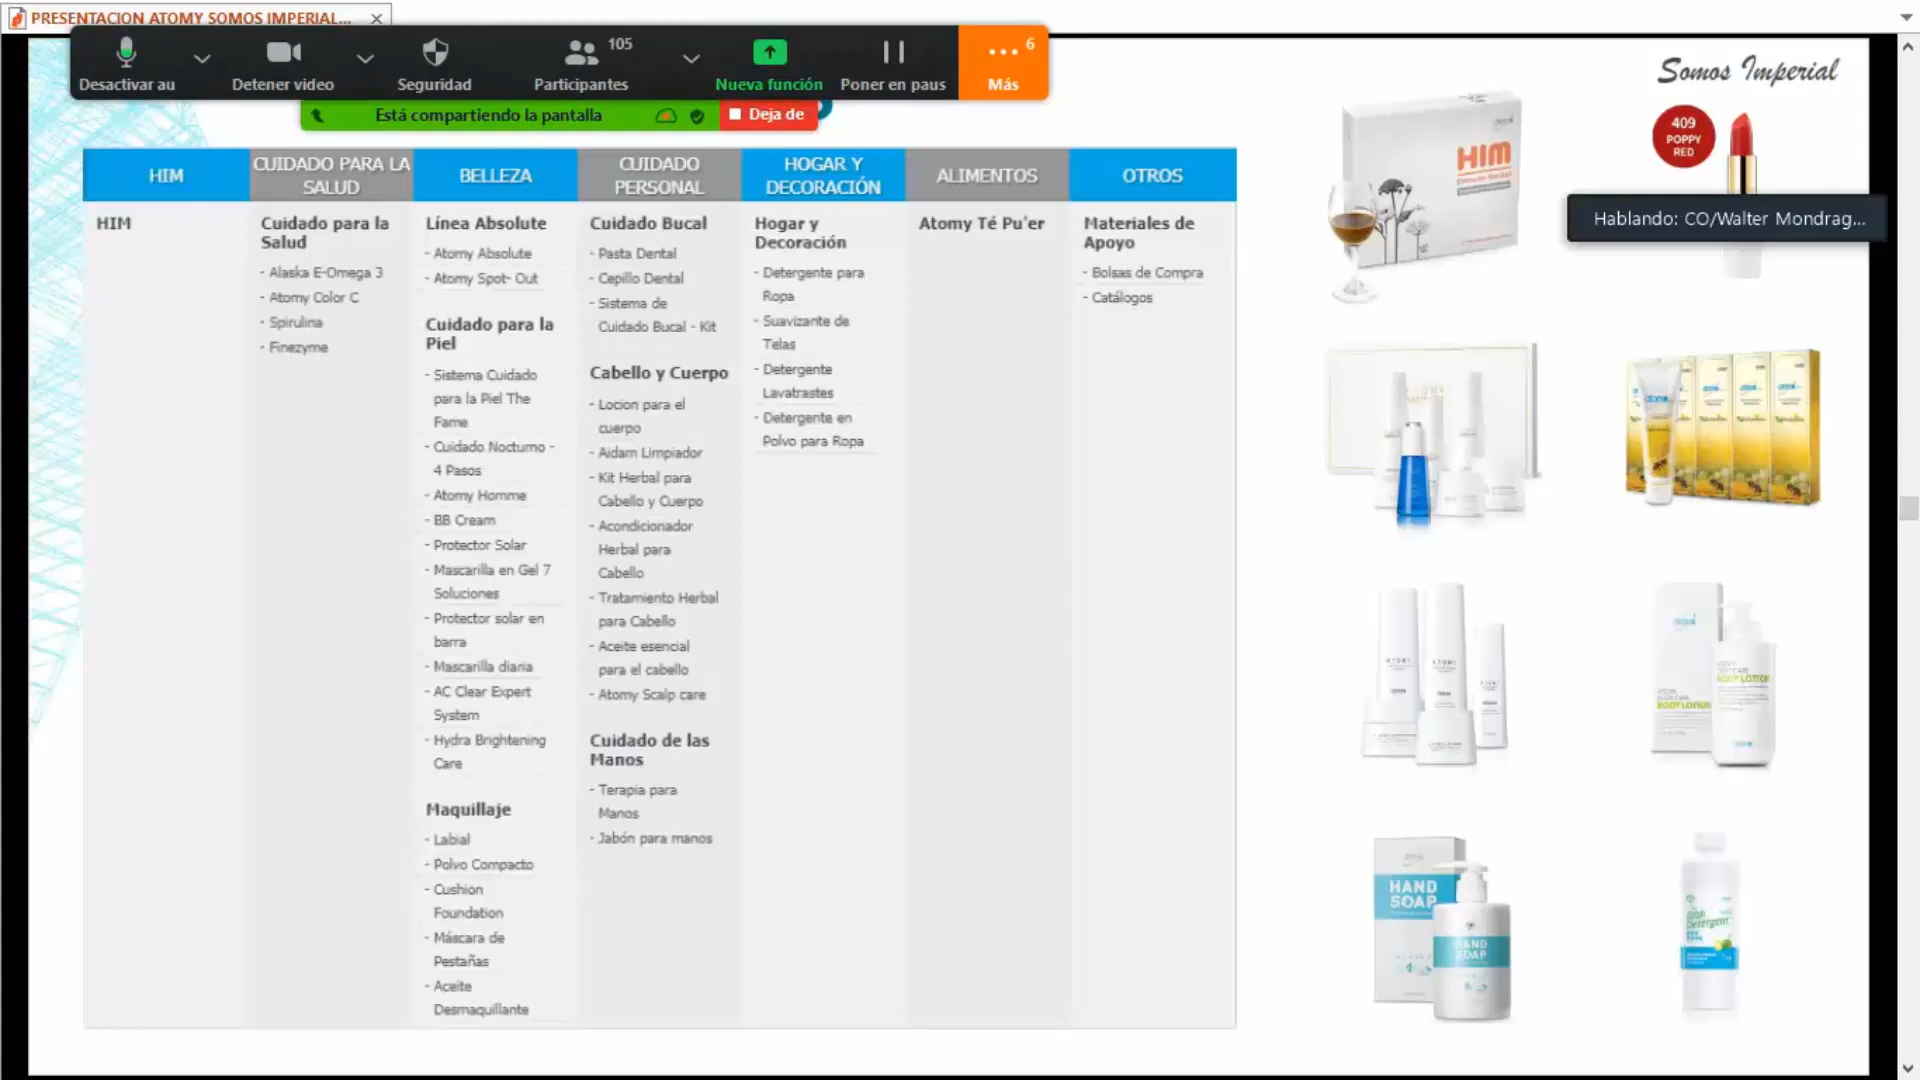 PRESENTACION ATOMY SOMOS IMPERIAL...
Desactivar au
Detener video
Seguridad
105
Participantes
Nueva función
Poner en paus
6
Más
Está compartiendo la pantalla
Deja de
Somos Imperial
Hablando: CO/Walter Mondrag...
HIM
CUIDADO PARA LA
SALUD
BELLEZA
CUIDADO
PERSONAL
HOGAR Y
DECORACIÓN
ALIMENTOS
OTROS
HIM
Cuidado para la
Salud
- Alaska E-Omega 3
- Atomy Color C
- Spirulina
- Finezyme
Línea Absolute
- Atomy Absolute
- Atomy Spot- Out
Cuidado para la
Piel
- Sistema Cuidado
para la Piel The
Fame
- Cuidado Nocturno -
4 Pasos
- Atomy Homme
- BB Cream
- Protector Solar
- Mascarilla en Gel 7
Soluciones
- Protector solar en
barra
- Mascarilla diaria
- AC Clear Expert
System
- Hydra Brightening
Care
Maquillaje
- Labial
- Polvo Compacto
- Cushion
Foundation
- Máscara de
Pestañas
- Aceite
Desmaquillante
Cuidado Bucal
- Pasta Dental
- Cepillo Dental
- Sistema de
Cuidado Bucal - Kit
Cabello y Cuerpo
- Locion para el
cuerpo
- Aidam Limpiador
- Kit Herbal para
Cabello y Cuerpo
- Acondicionador
Herbal para
Cabello
- Tratamiento Herbal
para Cabello
- Aceite esencial
para el cabello
- Atomy Scalp care
Cuidado de las
Manos
- Terapia para
Manos
- Jabón para manos
Hogar y
Decoración
- Detergente para
Ropa
- Suavizante de
Telas
- Detergente
Lavatrastes
- Detergente en
Polvo para Ropa
Atomy Té Pu'er
Materiales de
Apoyo
- Bolsas de Compra
- Catálogos
HIM
409
POPPY
RED
ATOMY
ATOMY
BODY LOTION
BODY LOTION
HAND
SOAP
HAND
SOAP
Dish
Detergent